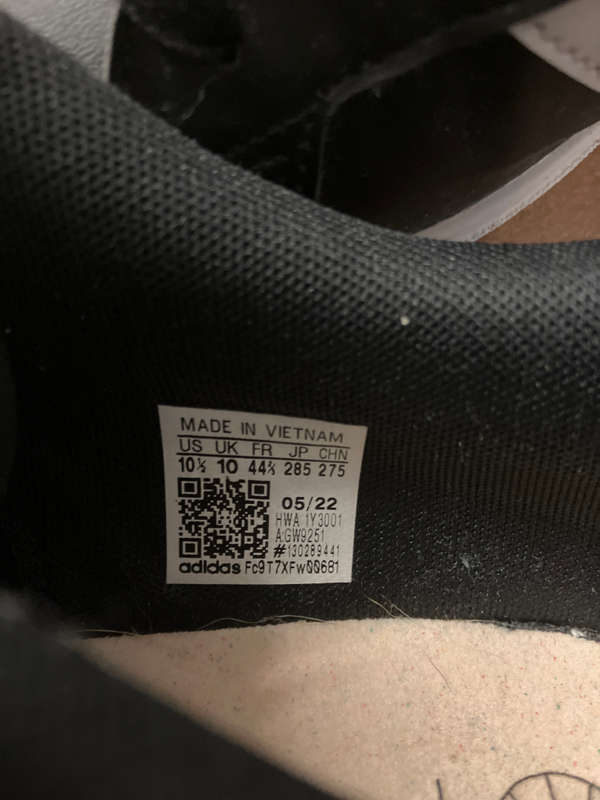 MADE IN VIETNAM
US UK FR JP CHN
10½ 10 44⅔ 285 275
05/22
HWA 1Y3001
A:GW9251
#130289441
adidas Fc9T7XFw00681